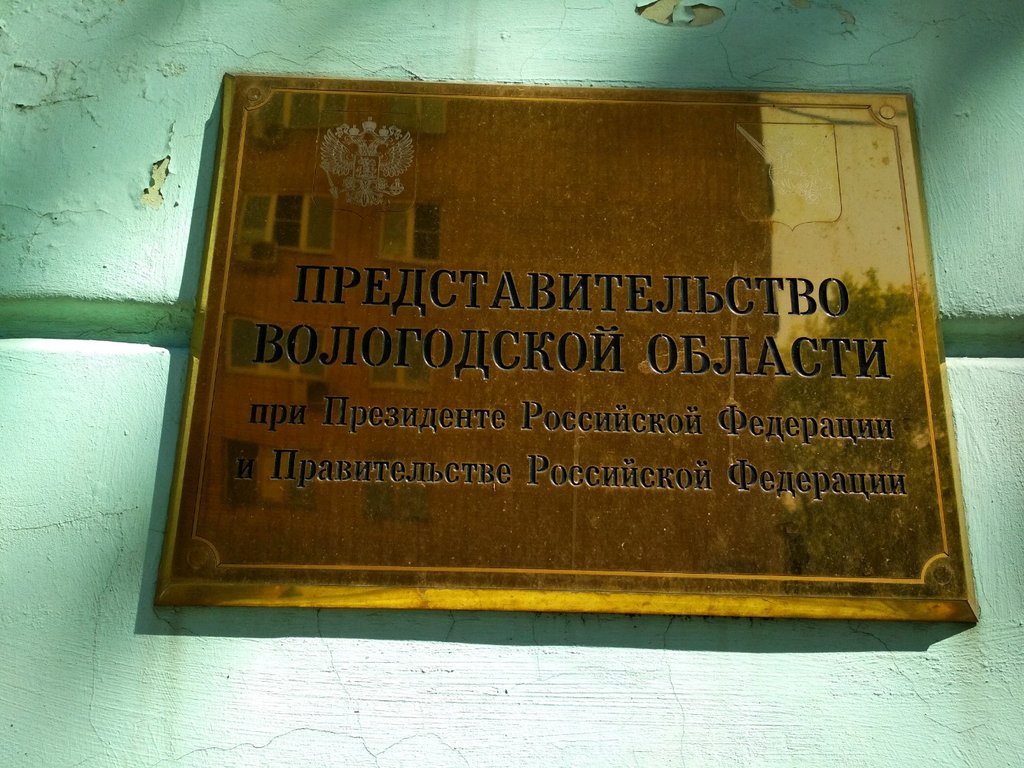 ПРЕДСТАВИТЕЛЬСТВО
ВОЛОГОДСКОЙ ОБЛАСТИ
при Президенте Российской Федерации
и Правительстве Российской Федерации